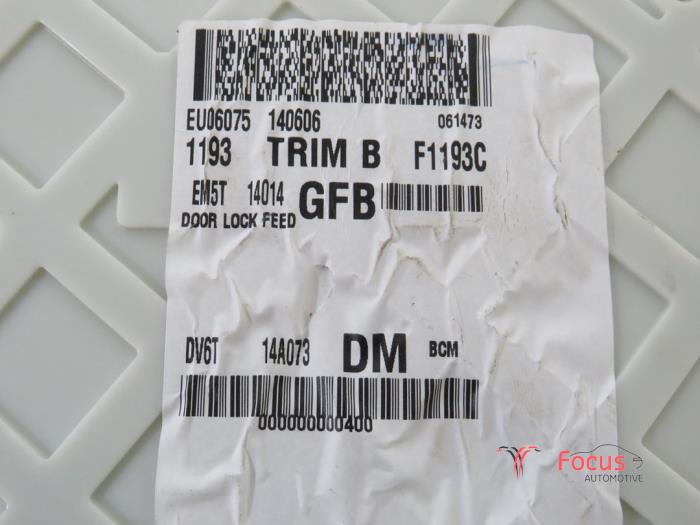 EU06075 140606 061473
1193 TRIM B F1193C
EM5T 14014 GFB
DOOR LOCK FEED
DV6T 14A073 DM BCM
000000000400
Focus
AUTOMOTIVE